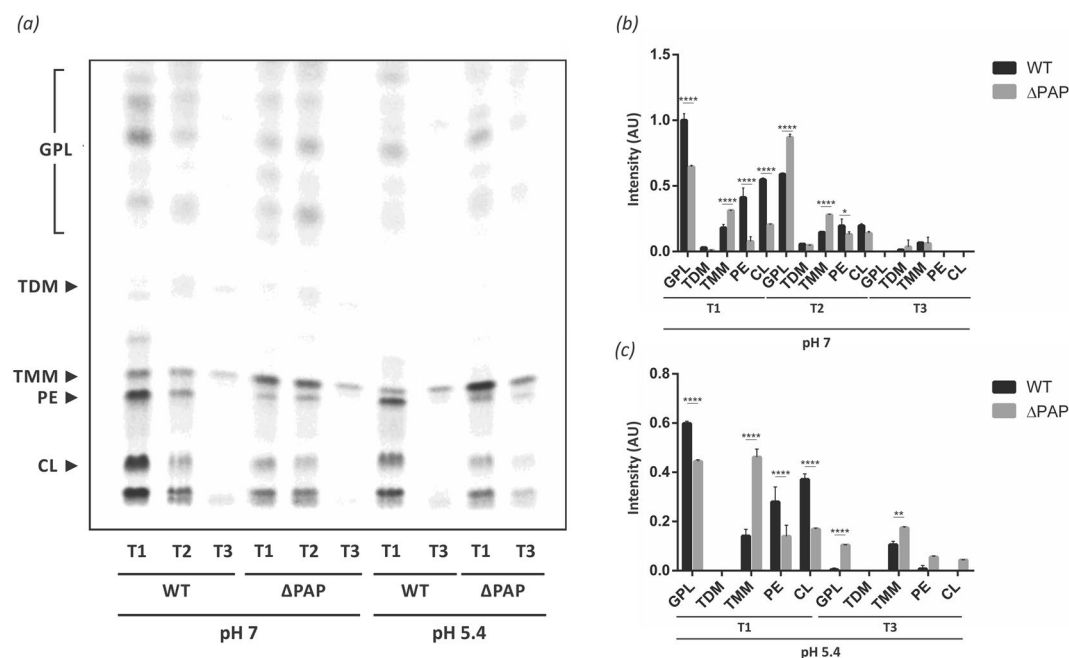 (a)
GPL
TDM
TMM
PE
CL
T1 T2 T3 T1 T2 T3 T1 T3 T1 T3
WT ΔPAP WT ΔPAP
pH 7 pH 5.4
(b)
1.5
1.0
0.5
0.0
Intensity (AU)
WT
ΔPAP
**** **** **** **** **** **** *
GPL TDM TMM PE CL GPL TDM TMM PE CL GPL TDM TMM PE CL
T1 T2 T3
pH 7
(c)
0.8
0.6
0.4
0.2
0.0
Intensity (AU)
WT
ΔPAP
**** **** **** **** **** **
GPL TDM TMM PE CL GPL TDM TMM PE CL
T1 T3
pH 5.4